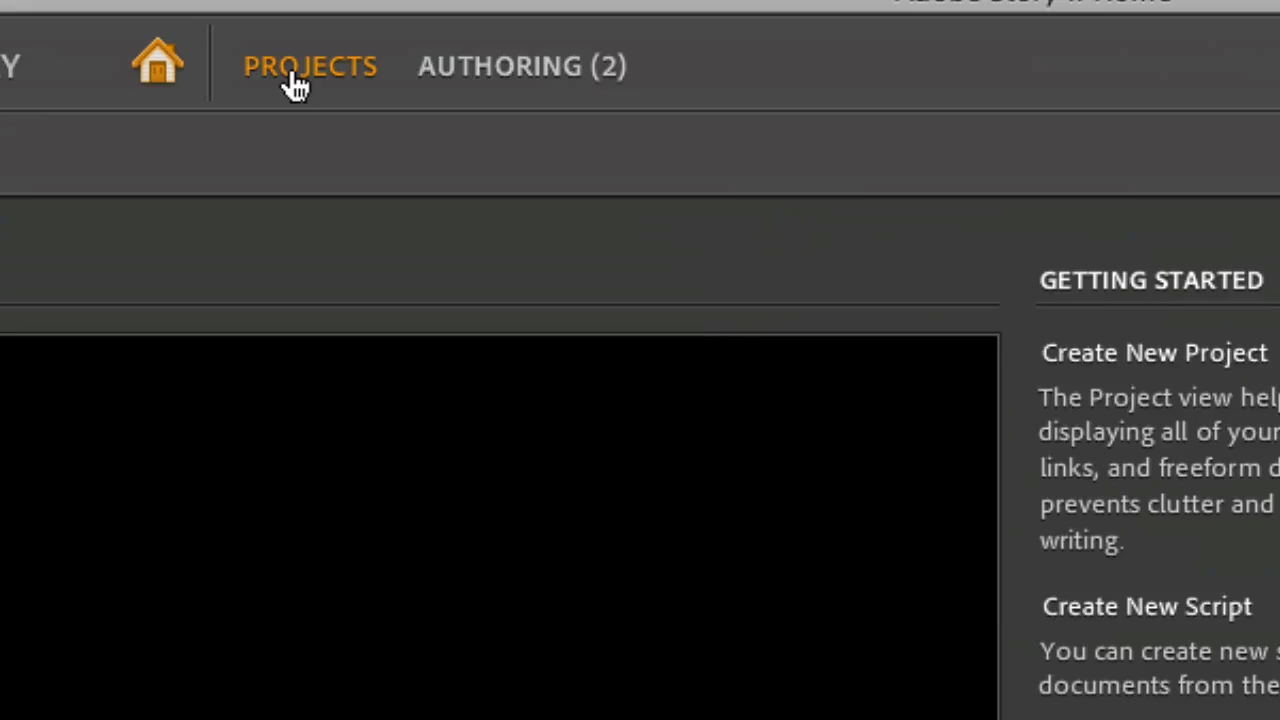 Y PROJECTS AUTHORING (2)
GETTING STARTED
Create New Project
The Project view help
displaying all of your
links, and freeform d
prevents clutter and
writing.
Create New Script
You can create new s
documents from the